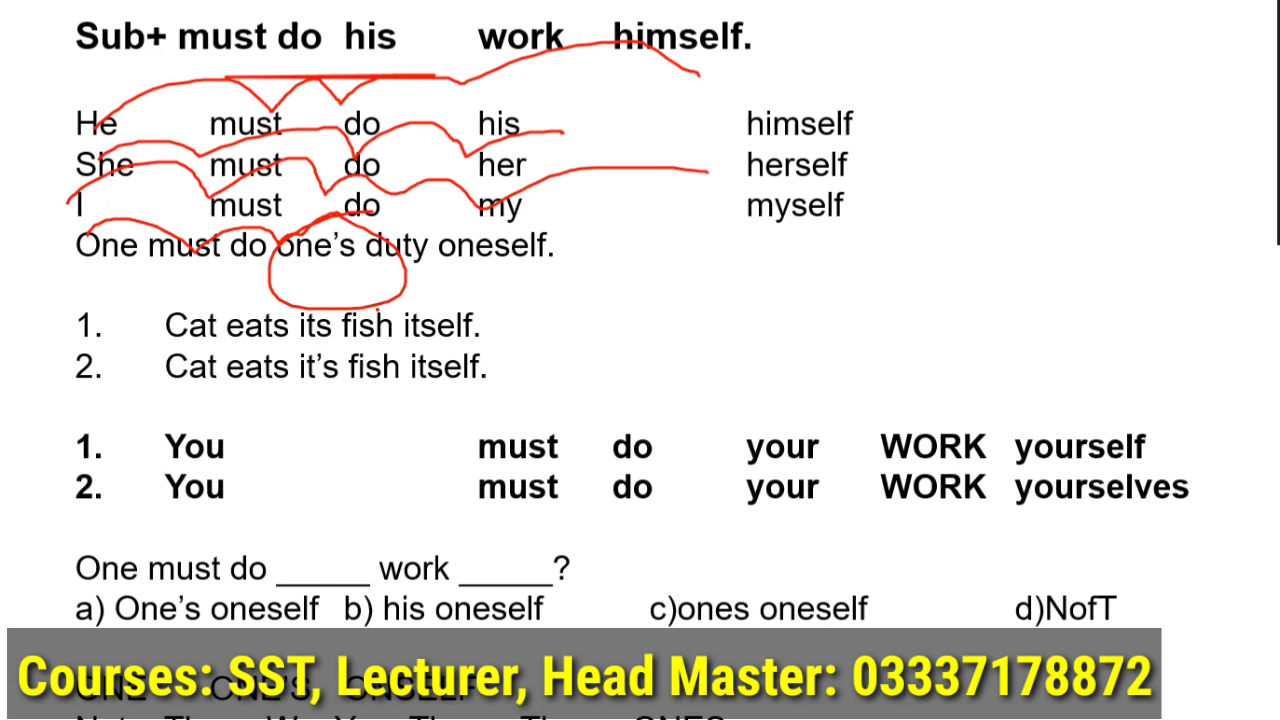 Sub+ must do his work himself.
He must do his himself
She must do her herself
I must do my myself
One must do one's duty oneself.
1. Cat eats its fish itself.
2. Cat eats it's fish itself.
1. You must do your WORK yourself
2. You must do your WORK yourselves
One must do _____ work _____?
a) One's oneself b) his oneself c)ones oneself d)NofT
Courses: SST, Lecturer, Head Master: 03337178872